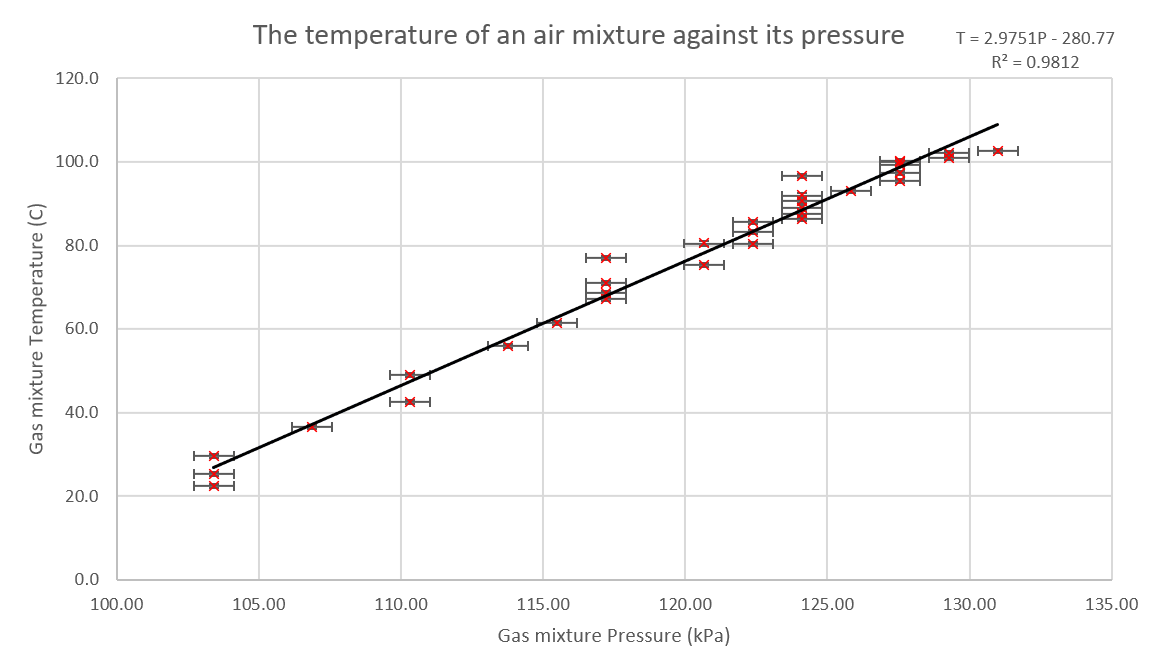 The temperature of an air mixture against its pressure
T = 2.9751P - 280.77
R² = 0.9812
120.0
100.0
80.0
60.0
40.0
20.0
0.0
Gas mixture Temperature (C)
100.00 105.00 110.00 115.00 120.00 125.00 130.00 135.00
Gas mixture Pressure (kPa)